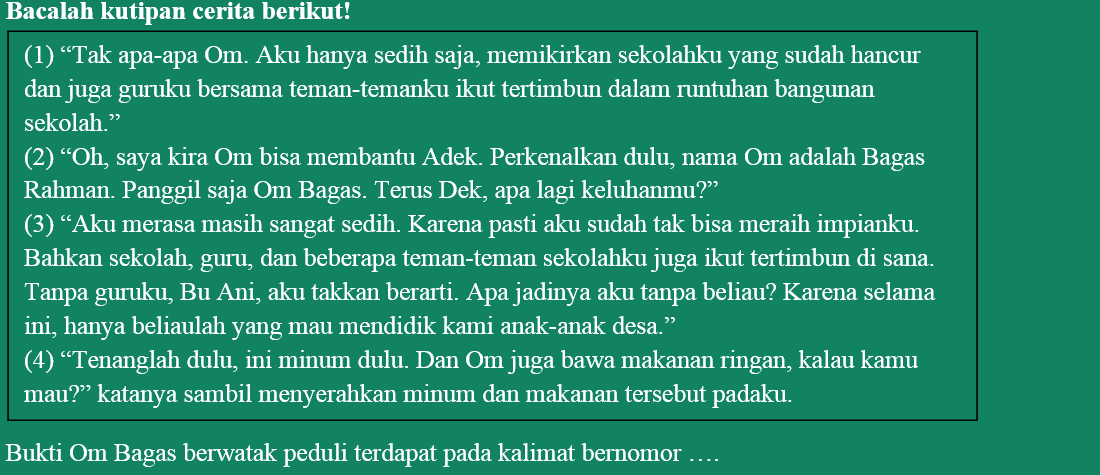 Bacalah kutipan cerita berikut!
(1) “Tak apa-apa Om. Aku hanya sedih saja, memikirkan sekolahku yang sudah hancur
dan juga guruku bersama teman-temanku ikut tertimbun dalam runtuhan bangunan
sekolah.”
(2) “Oh, saya kira Om bisa membantu Adek. Perkenalkan dulu, nama Om adalah Bagas
Rahman. Panggil saja Om Bagas. Terus Dek, apa lagi keluhanmu?”
(3) “Aku merasa masih sangat sedih. Karena pasti aku sudah tak bisa meraih impianku.
Bahkan sekolah, guru, dan beberapa teman-teman sekolahku juga ikut tertimbun di sana.
Tanpa guruku, Bu Ani, aku takkan berarti. Apa jadinya aku tanpa beliau? Karena selama
ini, hanya beliaulah yang mau mendidik kami anak-anak desa.”
(4) “Tenanglah dulu, ini minum dulu. Dan Om juga bawa makanan ringan, kalau kamu
mau?” katanya sambil menyerahkan minum dan makanan tersebut padaku.
Bukti Om Bagas berwatak peduli terdapat pada kalimat bernomor ….